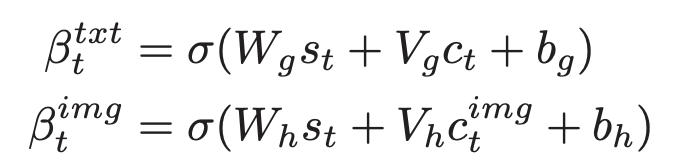 β_t^{txt} = σ(W_g s_t + V_g c_t + b_g)
β_t^{img} = σ(W_h s_t + V_h c_t^{img} + b_h)